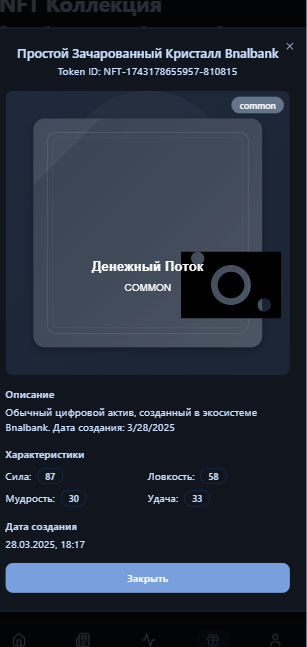 NFT Коллекция
Простой Зачарованный Кристалл Bnalbank
Token ID: NFT-1743178655957-810815
common
Денежный Поток
COMMON
Описание
Обычный цифровой актив, созданный в экосистеме
Bnalbank. Дата создания: 3/28/2025
Характеристики
Сила: 87 Ловкость: 58
Мудрость: 30 Удача: 33
Дата создания
28.03.2025, 18:17
Закрыть